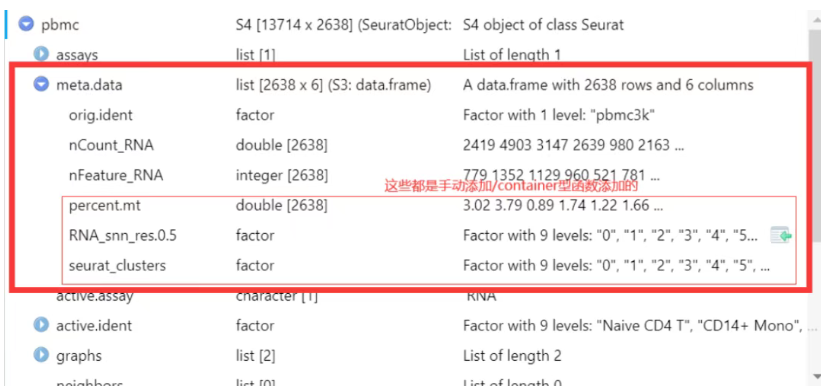 pbmc S4 [13714 x 2638] (SeuratObject: S4 object of class Seurat
assays list [1] List of length 1
meta.data list [2638 x 6] (S3: data.frame) A data.frame with 2638 rows and 6 columns
orig.ident factor Factor with 1 level: "pbmc3k"
nCount_RNA double [2638] 2419 4903 3147 2639 980 2163 ...
nFeature_RNA integer [2638] 779 1352 1129 960 521 781 ...
这些都是手动添加/container型函数添加的
percent.mt double [2638] 3.02 3.79 0.89 1.74 1.22 1.66 ...
RNA_snn_res.0.5 factor Factor with 9 levels: "0", "1", "2", "3", "4", "5...
seurat_clusters factor Factor with 9 levels: "0", "1", "2", "3", "4", "5", ...
active.assay character [1] 'RNA'
active.ident factor Factor with 9 levels: "Naive CD4 T", "CD14+ Mono", ...
graphs list [2] List of length 2
neighbors list [0] List of length 0